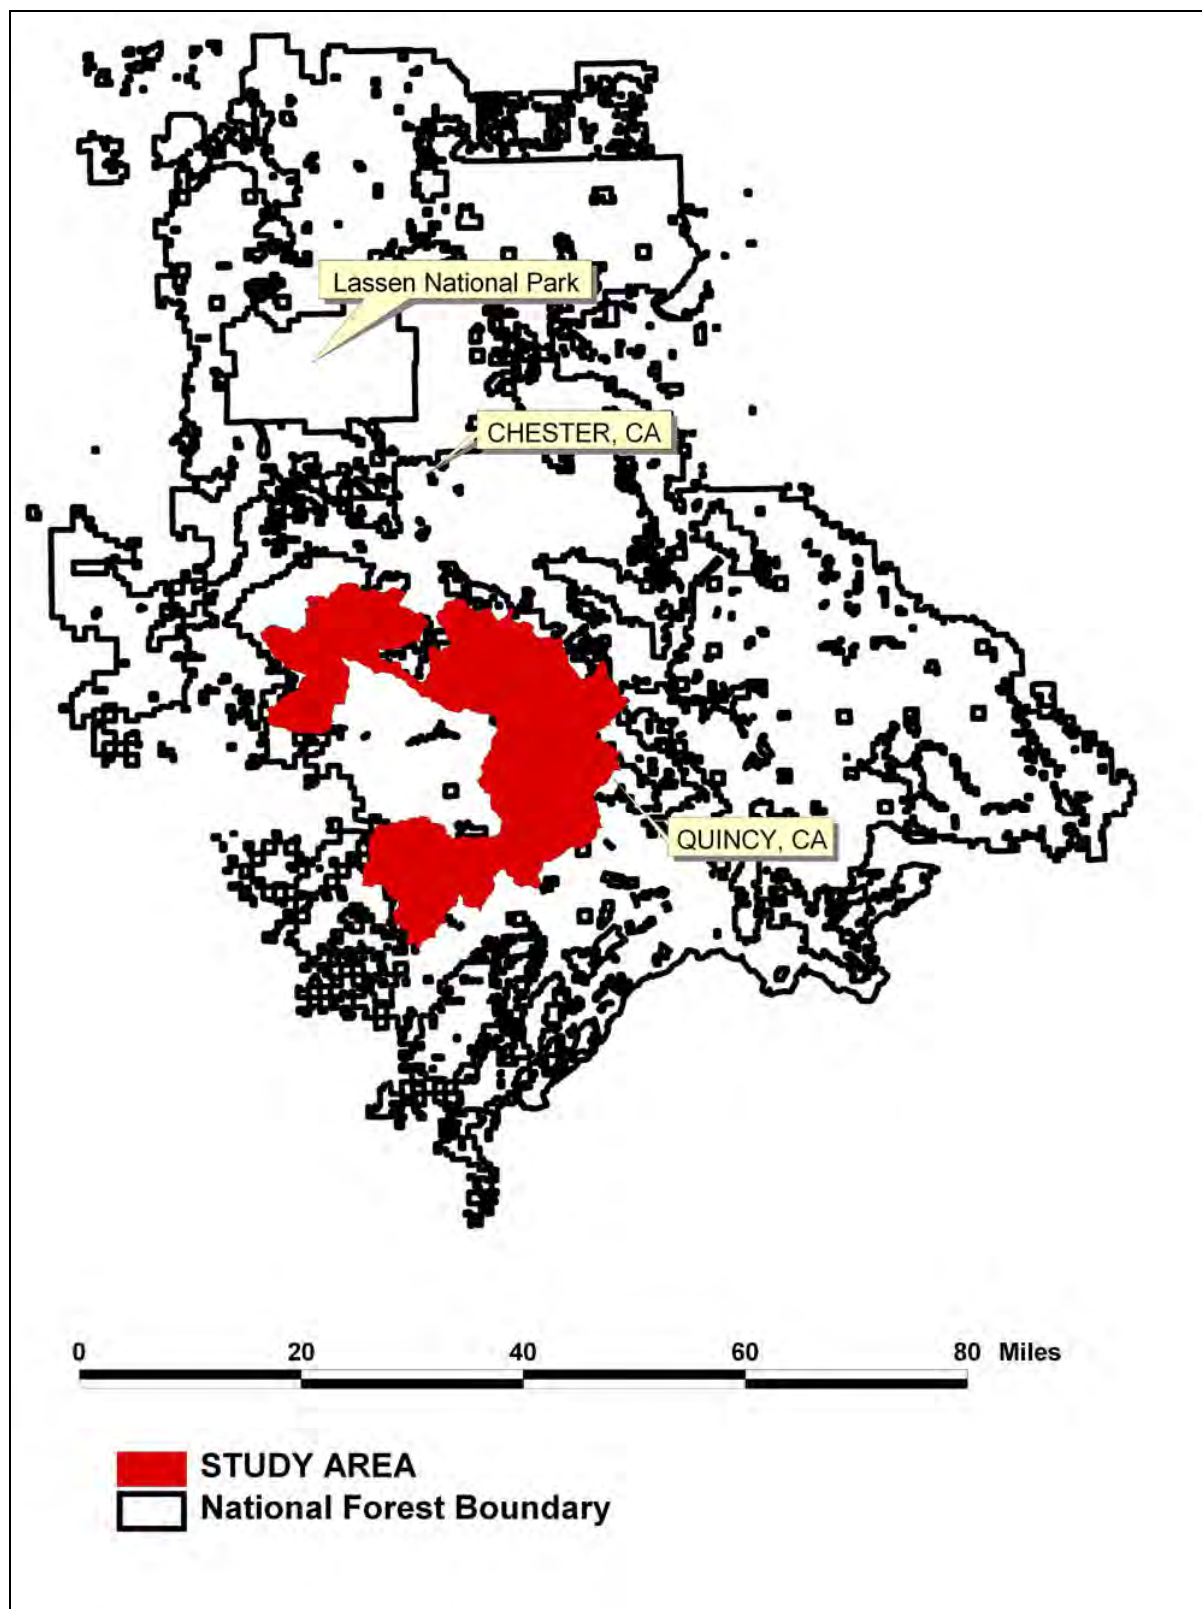 Lassen National Park
CHESTER, CA
QUINCY, CA
0 20 40 60 80 Miles
STUDY AREA
National Forest Boundary